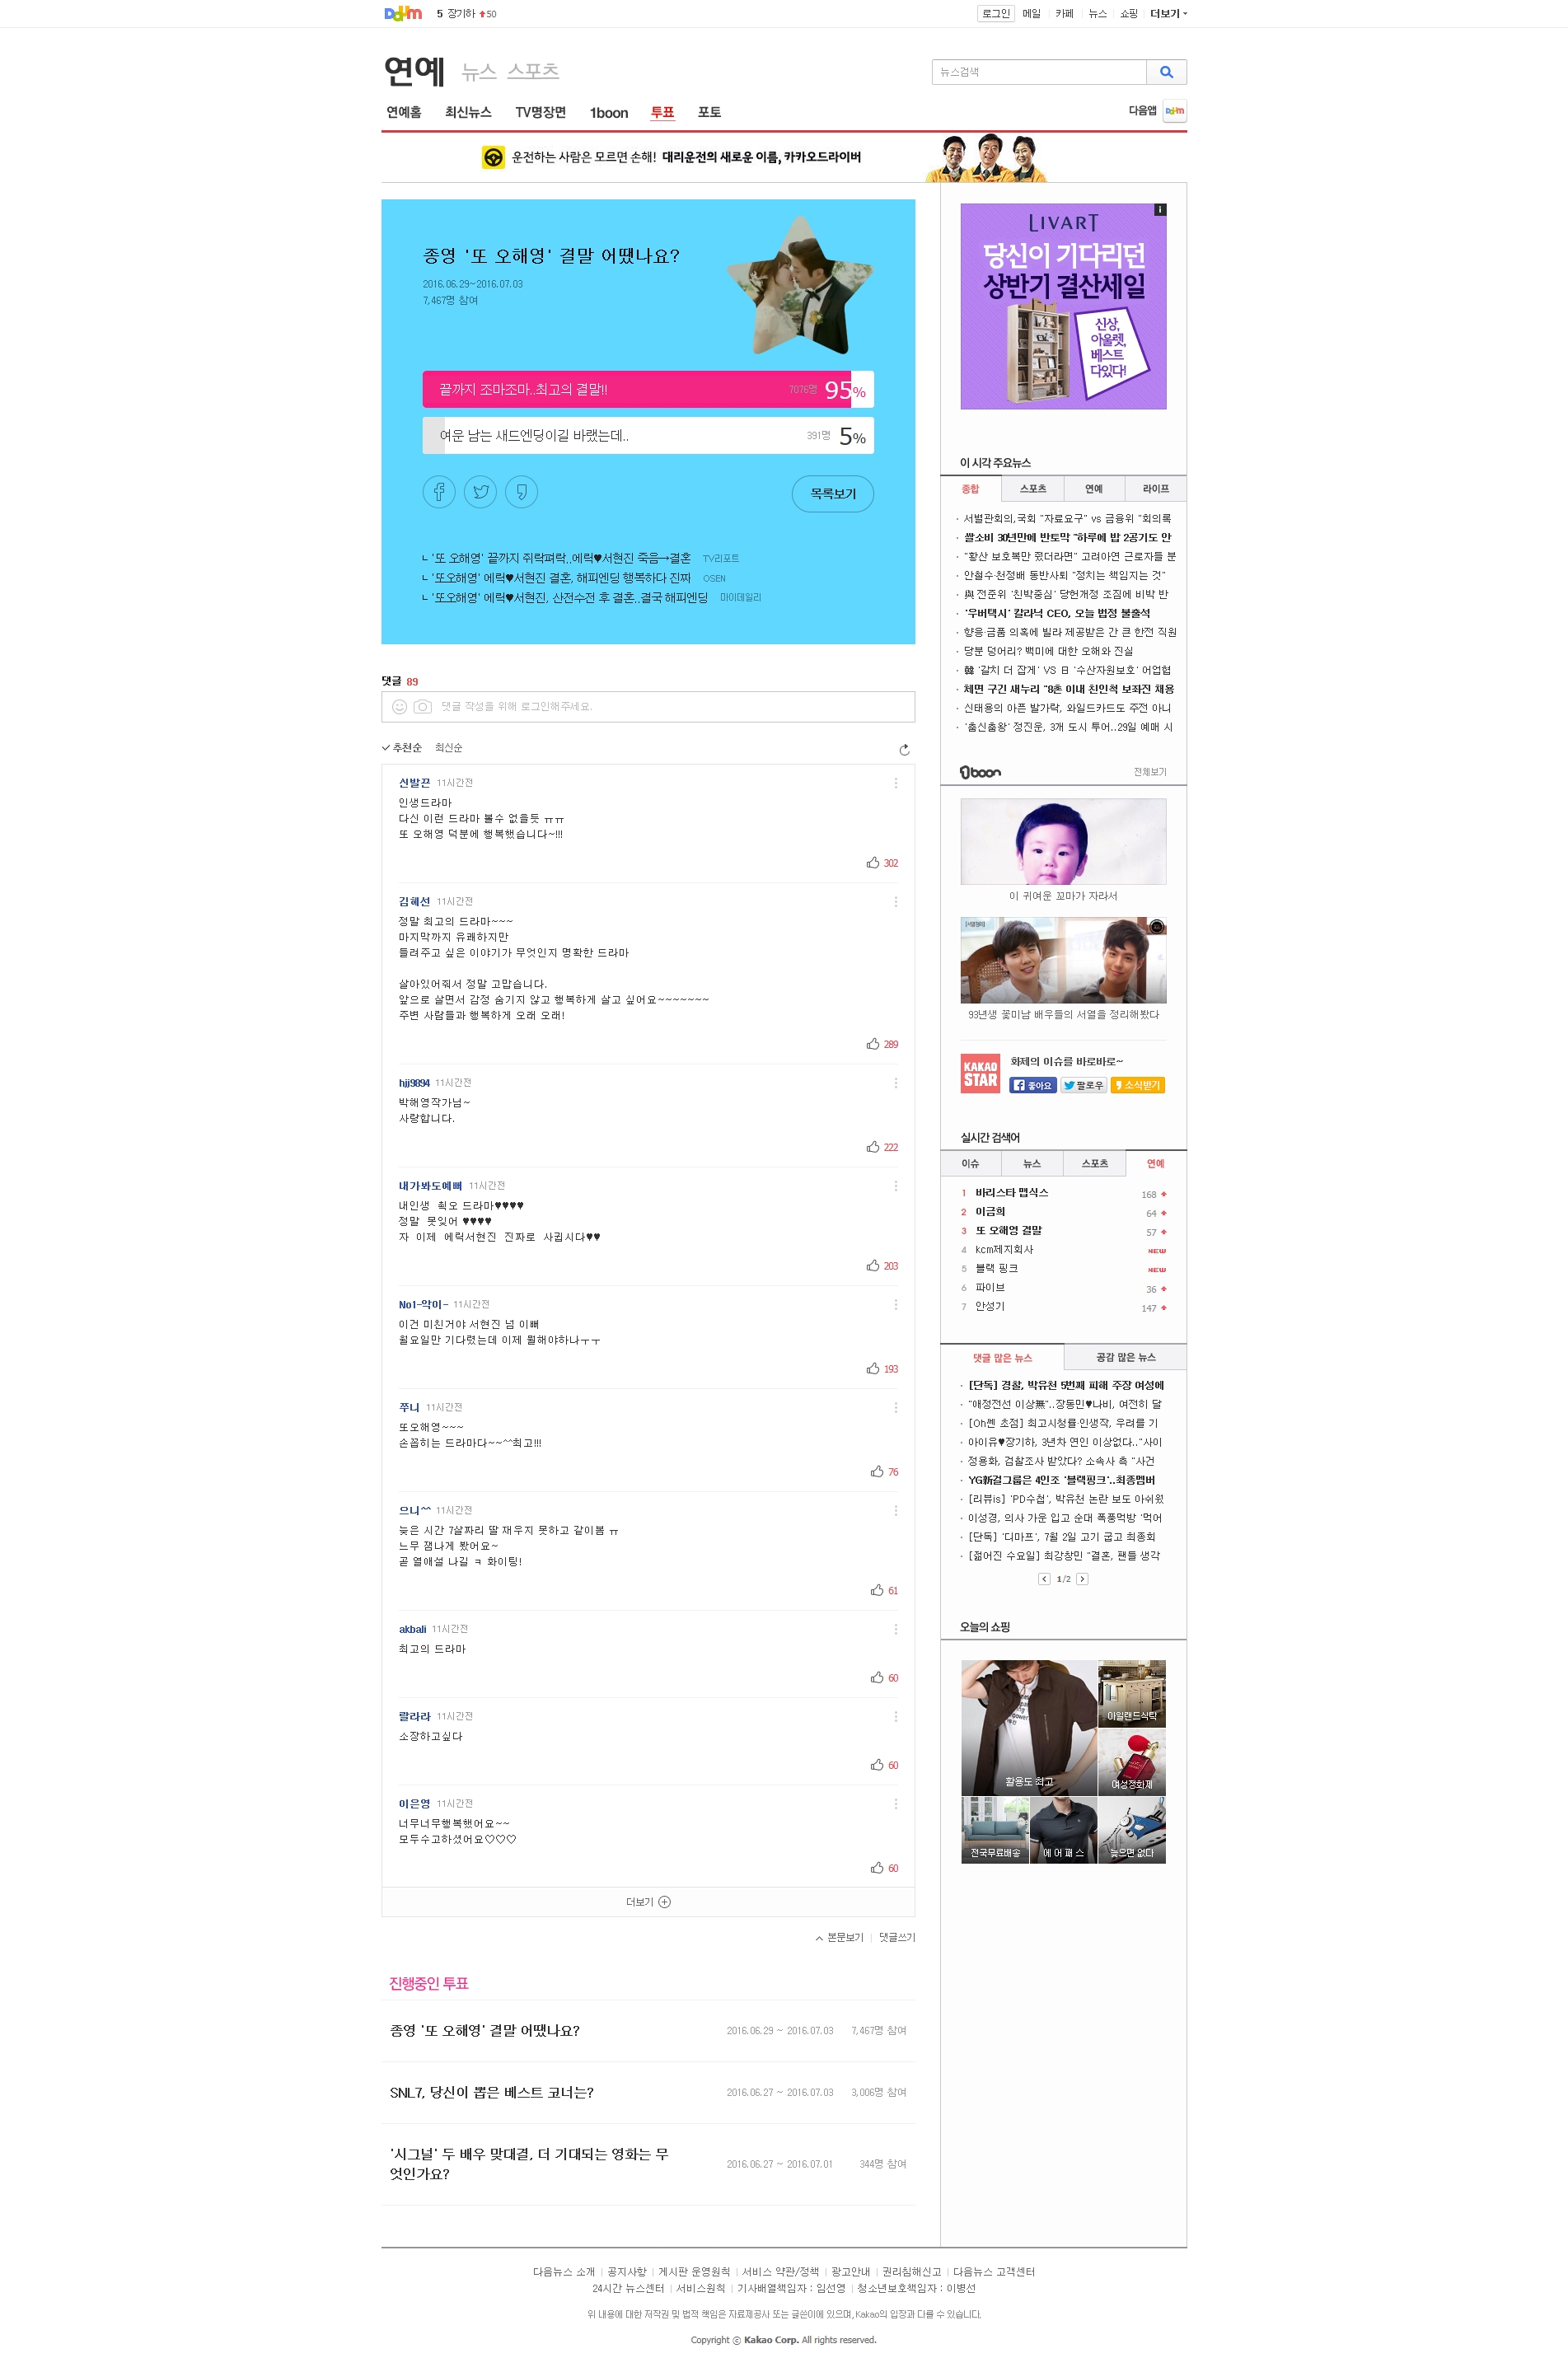 Daum
5 장기하 50
로그인 메일 카페 뉴스 쇼핑 더보기
연예 뉴스 스포츠
뉴스검색
연예홈 최신뉴스 TV명장면 1boon 투표 포토
다음앱 Daum
운전하는 사람은 모르면 손해! 대리운전의 새로운 이름, 카카오드라이버
종영 '또 오해영' 결말 어땠나요?
2016.06.29~2016.07.03
7,467명 참여
끝까지 조마조마..최고의 결말!! 7076명 95%
여운 남는 새드엔딩이길 바랬는데.. 391명 5%
목록보기
ㄴ '또 오해영' 끝까지 쥐락펴락..에릭♥서현진 죽음→결혼 TV리포트
ㄴ '또오해영' 에릭♥서현진 결혼, 해피엔딩 행복하다 진짜 OSEN
ㄴ '또오해영' 에릭♥서현진, 산전수전 후 결혼..결국 해피엔딩 마이데일리
댓글 89
댓글 작성을 위해 로그인해주세요.
추천순 최신순
신발끈 11시간전
인생드라마
다신 이런 드라마 볼수 없을듯 ㅠㅠ
또 오해영 덕분에 행복했습니다~!!!
302
김혜선 11시간전
정말 최고의 드라마~~~
마지막까지 유쾌하지만
들려주고 싶은 이야기가 무엇인지 명확한 드라마
살아있어줘서 정말 고맙습니다.
앞으로 살면서 감정 숨기지 않고 행복하게 살고 싶어요~~~~~~~
주변 사람들과 행복하게 오래 오래!
289
hjj9894 11시간전
박해영작가님~
사랑합니다.
222
내가봐도예뻐 11시간전
내인생 최오 드라마♥♥♥♥
정말 못잊어 ♥♥♥♥
자 이제 에릭서현진 진짜로 사귑시다♥♥
203
No1-악미- 11시간전
이건 미친거야 서현진 넘 이뻐
월요일만 기다렸는데 이제 뭘해야하나ㅜㅜ
193
쭈니 11시간전
또오해영~~~
손꼽히는 드라마다~~^^최고!!!
76
으니^^ 11시간전
늦은 시간 7살짜리 딸 재우지 못하고 같이봄 ㅠ
느무 잼나게 봤어요~
곧 열애설 나길 ㅋ 화이팅!
61
akbali 11시간전
최고의 드라마
60
랄라라 11시간전
소장하고싶다
60
이은영 11시간전
너무너무행복했어요~~
모두수고하셨어요♡♡♡
60
더보기
본문보기 댓글쓰기
진행중인 투표
종영 '또 오해영' 결말 어땠나요? 2016.06.29 ~ 2016.07.03 7,467명 참여
SNL7, 당신이 뽑은 베스트 코너는? 2016.06.27 ~ 2016.07.03 3,006명 참여
'시그널' 두 배우 맞대결, 더 기대되는 영화는 무
엇인가요? 2016.06.27 ~ 2016.07.01 344명 참여
LIVART
당신이 기다리던
상반기 결산세일
신상,
아울렛,
베스트
다있다!
이 시각 주요뉴스
종합 스포츠 연예 라이프
서별관회의,국회 "자료요구" vs 금융위 "회의록
쌀소비 30년만에 반토막 "하루에 밥 2공기도 안
"황산 보호복만 줬더라면" 고려아연 근로자들 분
안철수·천정배 동반사퇴 "정치는 책임지는 것"
與 전준위 '친박중심' 당헌개정 조짐에 비박 반
'우버택시' 칼라닉 CEO, 오늘 법정 불출석
향응·금품 의혹에 빌라 제공받은 간 큰 한전 직원
당분 덩어리? 백미에 대한 오해와 진실
韓 '갈치 더 잡게' VS 日 '수산자원보호' 어업협
체면 구긴 새누리 "8촌 이내 친인척 보좌진 채용
신태용의 아픈 발가락, 와일드카드도 주전 아니
'춤신춤왕' 정진운, 3개 도시 투어..29일 예매 시
1boon 전체보기
이 귀여운 꼬마가 자라서
[서열정리]
93년생 꽃미남 배우들의 서열을 정리해봤다
KAKAO
STAR
화제의 이슈를 바로바로~
좋아요 팔로우 소식받기
실시간 검색어
이슈 뉴스 스포츠 연예
1 바리스타 맵식스 168
2 이금희 64
3 또 오해영 결말 57
4 kcm제지회사 NEW
5 블랙 핑크 NEW
6 파이브 36
7 안성기 147
댓글 많은 뉴스 공감 많은 뉴스
[단독] 경찰, 박유천 5번째 피해 주장 여성에
"애정전선 이상無"..장동민♥나비, 여전히 달
[Oh!쎈 초점] 최고시청률·인생작, 우려를 기
아이유♥장기하, 3년차 연인 이상없다.."사이
정용화, 검찰조사 받았다? 소속사 측 "사건
YG新걸그룹은 4인조 '블랙핑크'..최종멤버
[리뷰is] 'PD수첩', 박유천 논란 보도 아쉬웠
이성경, 의사 가운 입고 순대 폭풍먹방 '먹어
[단독] '디마프', 7월 2일 고기 굽고 최종회
[젊어진 수요일] 최강창민 "결혼, 팬들 생각
1/2
오늘의 쇼핑
활용도 최고
아일랜드식탁
여성정화제
전국무료배송
에 어 패 스
늦으면 없다
다음뉴스 소개 공지사항 게시판 운영원칙 서비스 약관/정책 광고안내 권리침해신고 다음뉴스 고객센터
24시간 뉴스센터 서비스원칙 기사배열책임자 : 임선영 청소년보호책임자 : 이병선
위 내용에 대한 저작권 및 법적 책임은 자료제공사 또는 글쓴이에 있으며, Kakao의 입장과 다를 수 있습니다.
Copyright ⓒ Kakao Corp. All rights reserved.